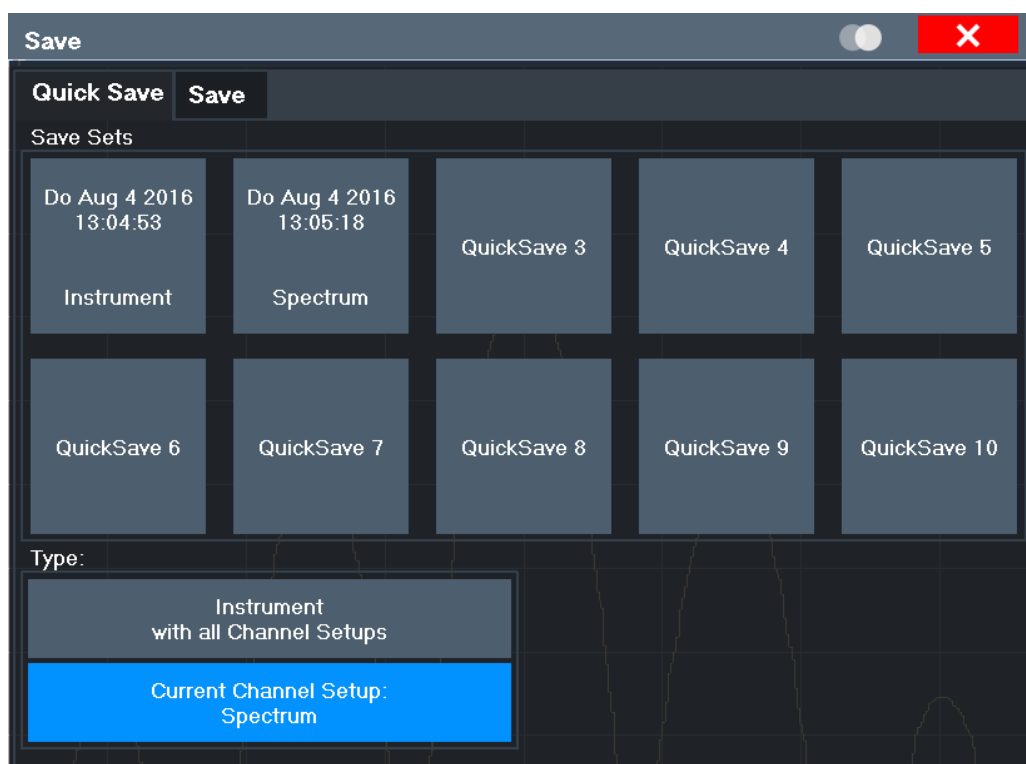 Save
Quick Save
Save
Save Sets
Do Aug 4 2016
13:04:53
Instrument
Do Aug 4 2016
13:05:18
Spectrum
QuickSave 3
QuickSave 4
QuickSave 5
QuickSave 6
QuickSave 7
QuickSave 8
QuickSave 9
QuickSave 10
Type:
Instrument
with all Channel Setups
Current Channel Setup:
Spectrum